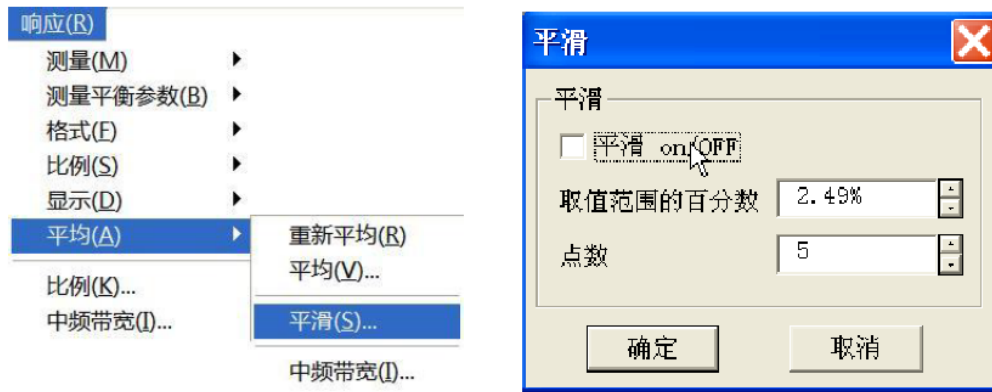 响应(R)
测量(M)
测量平衡参数(B)
格式(F)
比例(S)
显示(D)
平均(A)
比例(K)...
中频带宽(I)...
重新平均(R)
平均(V)...
平滑(S)...
中频带宽(I)...
平滑
平滑
平滑 on/OFF
取值范围的百分数 2.49%
点数 5
确定 取消